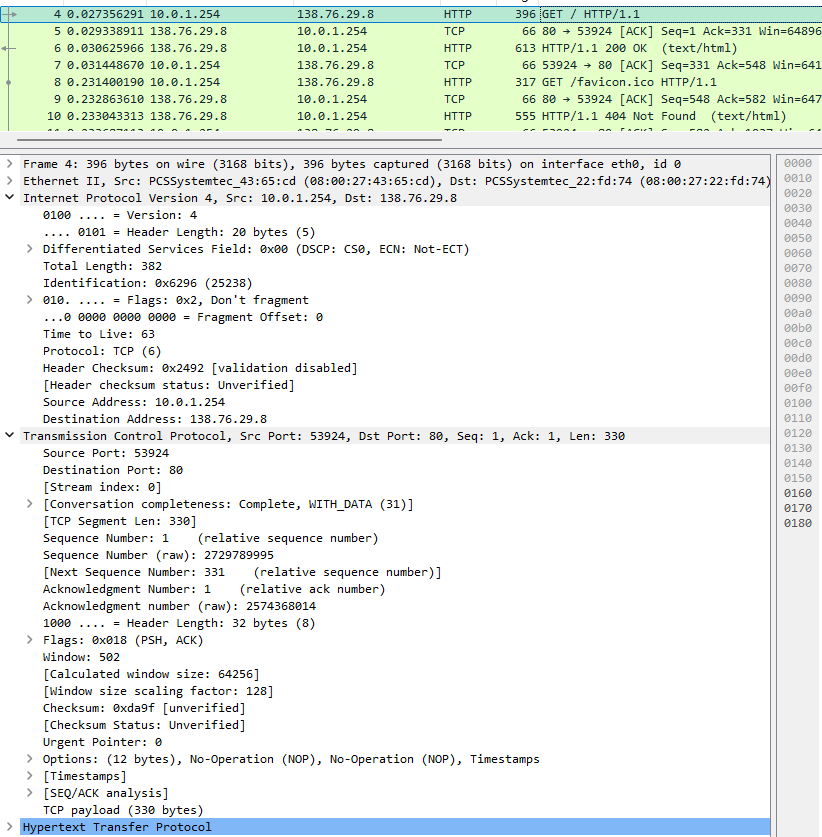 4 0.027356291 10.0.1.254 138.76.29.8 HTTP 396 GET / HTTP/1.1
5 0.029338911 138.76.29.8 10.0.1.254 TCP 66 80 → 53924 [ACK] Seq=1 Ack=331 Win=64896
6 0.030625966 138.76.29.8 10.0.1.254 HTTP 613 HTTP/1.1 200 OK (text/html)
7 0.031448670 10.0.1.254 138.76.29.8 TCP 66 53924 → 80 [ACK] Seq=331 Ack=548 Win=641
8 0.231400190 10.0.1.254 138.76.29.8 HTTP 317 GET /favicon.ico HTTP/1.1
9 0.232863610 138.76.29.8 10.0.1.254 TCP 66 80 → 53924 [ACK] Seq=548 Ack=582 Win=647
10 0.233043313 138.76.29.8 10.0.1.254 HTTP 555 HTTP/1.1 404 Not Found (text/html)
Frame 4: 396 bytes on wire (3168 bits), 396 bytes captured (3168 bits) on interface eth0, id 0
Ethernet II, Src: PCSSystemtec_43:65:cd (08:00:27:43:65:cd), Dst: PCSSystemtec_22:fd:74 (08:00:27:22:fd:74)
Internet Protocol Version 4, Src: 10.0.1.254, Dst: 138.76.29.8
0100 .... = Version: 4
.... 0101 = Header Length: 20 bytes (5)
Differentiated Services Field: 0x00 (DSCP: CS0, ECN: Not-ECT)
Total Length: 382
Identification: 0x6296 (25238)
010. .... = Flags: 0x2, Don't fragment
...0 0000 0000 0000 = Fragment Offset: 0
Time to Live: 63
Protocol: TCP (6)
Header Checksum: 0x2492 [validation disabled]
[Header checksum status: Unverified]
Source Address: 10.0.1.254
Destination Address: 138.76.29.8
Transmission Control Protocol, Src Port: 53924, Dst Port: 80, Seq: 1, Ack: 1, Len: 330
Source Port: 53924
Destination Port: 80
[Stream index: 0]
[Conversation completeness: Complete, WITH_DATA (31)]
[TCP Segment Len: 330]
Sequence Number: 1 (relative sequence number)
Sequence Number (raw): 2729789995
[Next Sequence Number: 331 (relative sequence number)]
Acknowledgment Number: 1 (relative ack number)
Acknowledgment number (raw): 2574368014
1000 .... = Header Length: 32 bytes (8)
Flags: 0x018 (PSH, ACK)
Window: 502
[Calculated window size: 64256]
[Window size scaling factor: 128]
Checksum: 0xda9f [unverified]
[Checksum Status: Unverified]
Urgent Pointer: 0
Options: (12 bytes), No-Operation (NOP), No-Operation (NOP), Timestamps
[Timestamps]
[SEQ/ACK analysis]
TCP payload (330 bytes)
Hypertext Transfer Protocol
0000
0010
0020
0030
0040
0050
0060
0070
0080
0090
00a0
00b0
00c0
00d0
00e0
00f0
0100
0110
0120
0130
0140
0150
0160
0170
0180